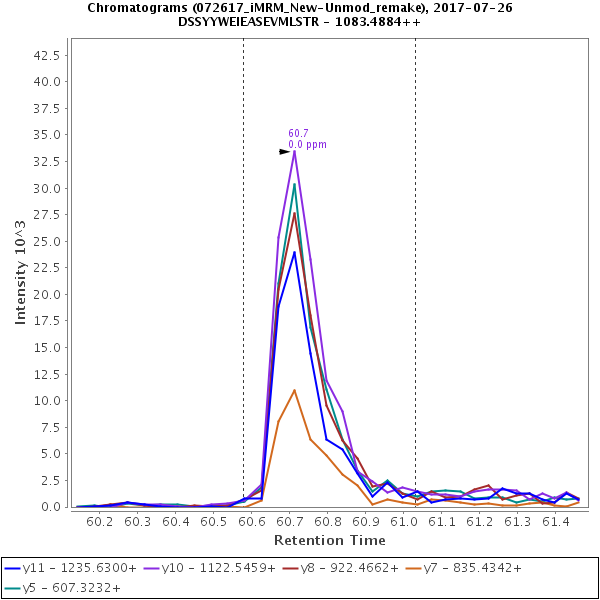 Chromatograms (072617_iMRM_New-Unmod_remake), 2017-07-26
DSSYYWEIEASEVMLSTR - 1083.4884++
42.5
40.0
37.5
35.0
32.5
30.0
27.5
25.0
22.5
20.0
17.5
15.0
12.5
10.0
7.5
5.0
2.5
0.0
Intensity 10^3
60.7
0.0 ppm
60.2 60.3 60.4 60.5 60.6 60.7 60.8 60.9 61.0 61.1 61.2 61.3 61.4
Retention Time
y11 - 1235.6300+ y10 - 1122.5459+ y8 - 922.4662+ y7 - 835.4342+
y5 - 607.3232+